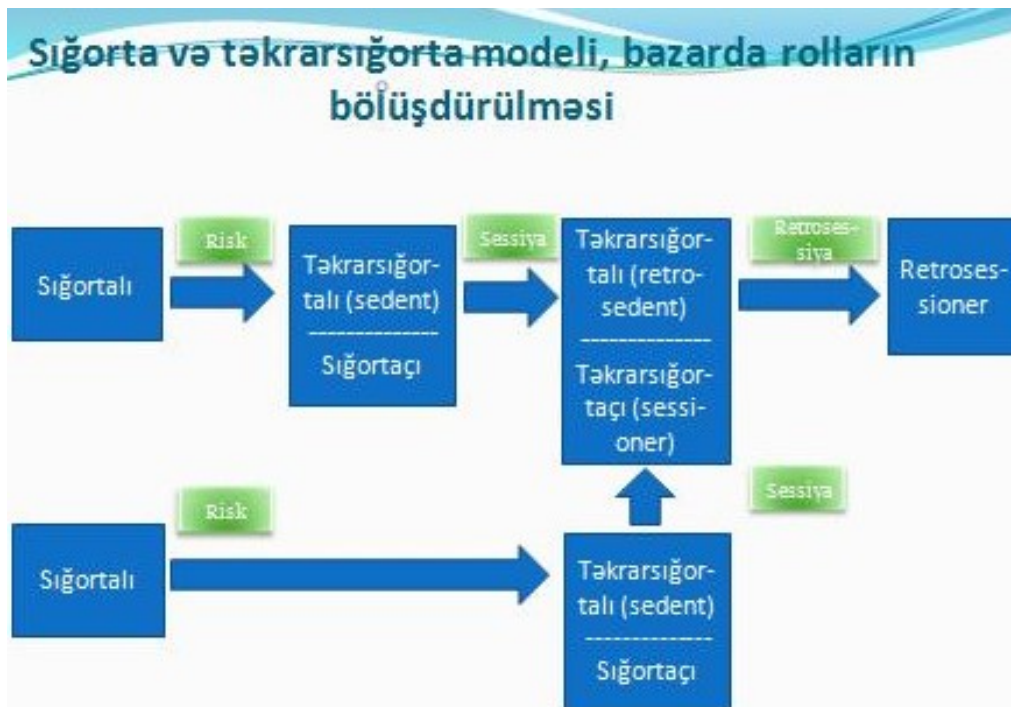 Sığorta və təkrarsığorta modeli, bazarda rolların
bölüşdürülməsi
Sığortalı
Risk
Təkrarsığor-
talı (sedent)
---------------
Sığortaçı
Sessiya
Təkrarsığor-
talı (retro-
sedent)
---------------
Təkrarsığor-
taçı (sessi-
oner)
Retroses-
siya
Retroses-
sioner
Sığortalı
Risk
Sessiya
Təkrarsığor-
talı (sedent)
---------------
Sığortaçı